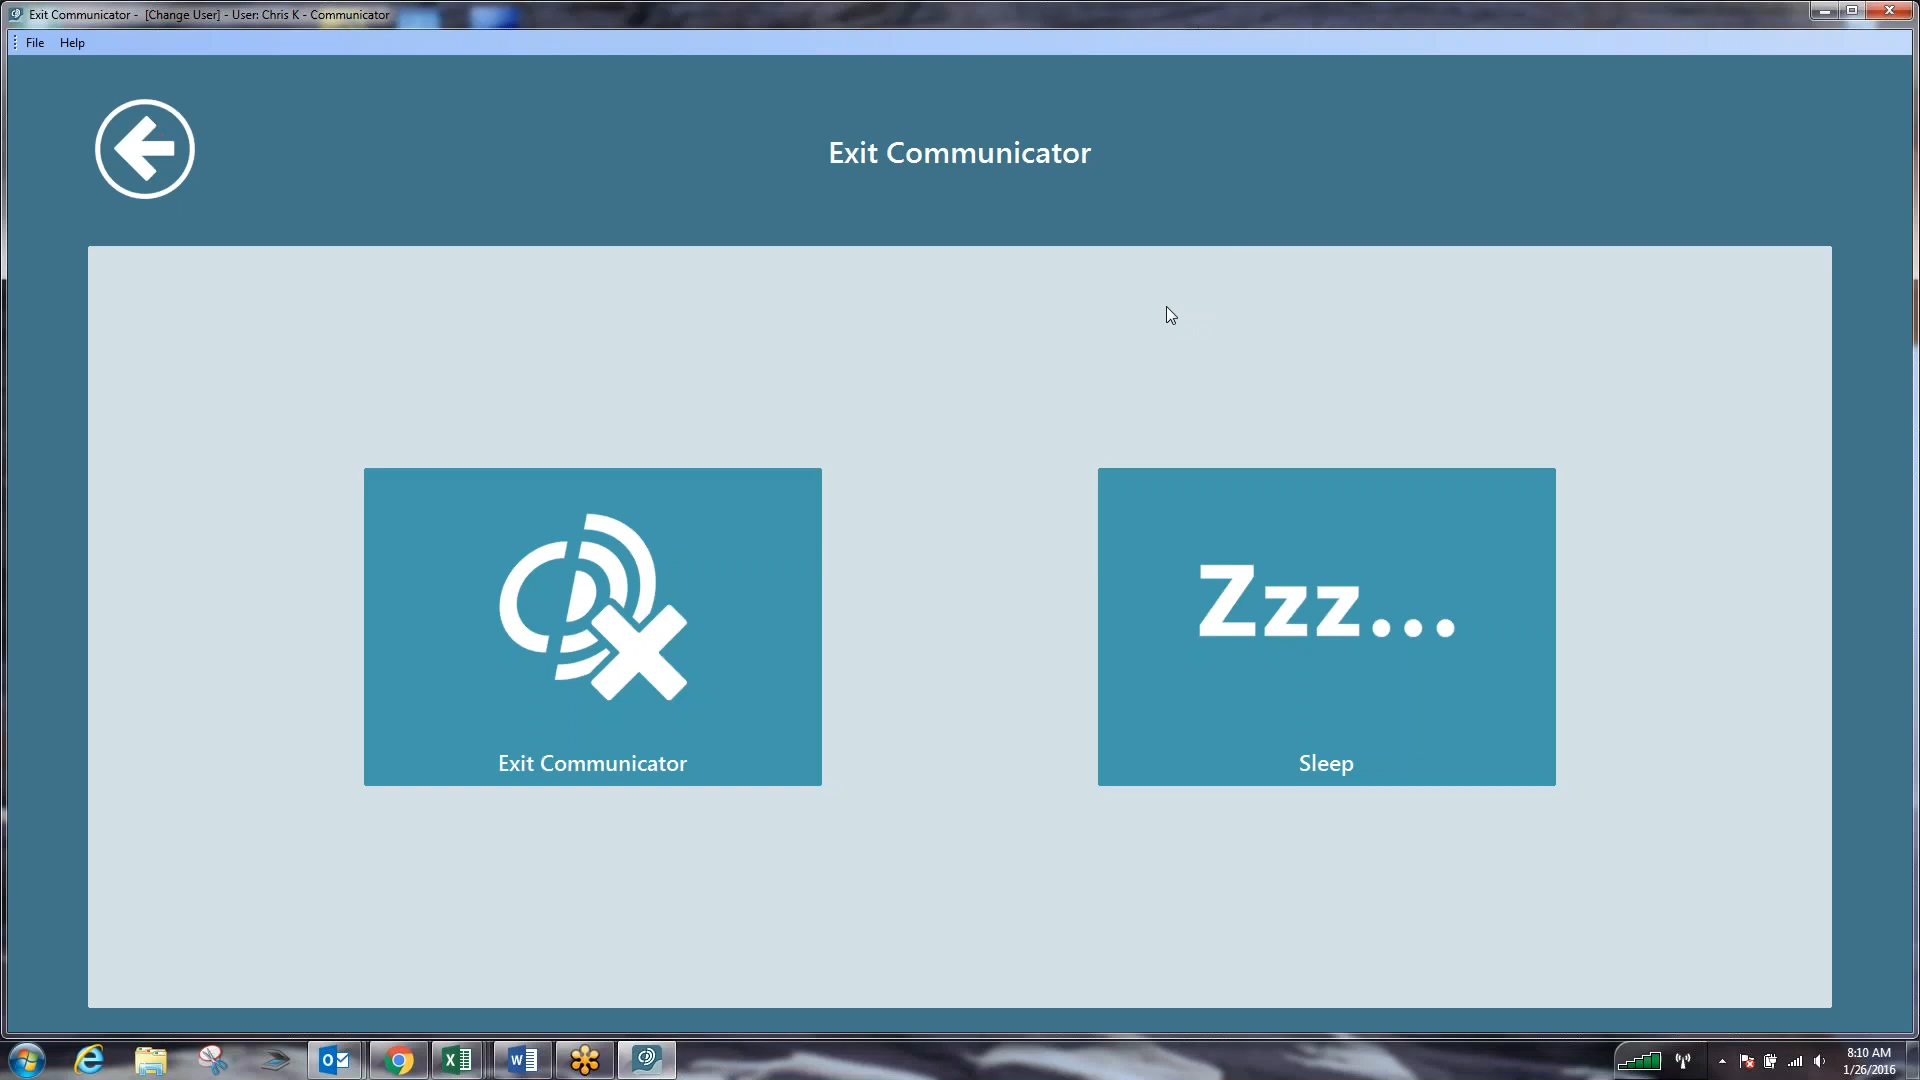 Exit Communicator -  [Change User] - User: Chris K - Communicator
File Help
Exit Communicator
Zzz...
Exit Communicator
Sleep
8:10 AM
1/26/2016